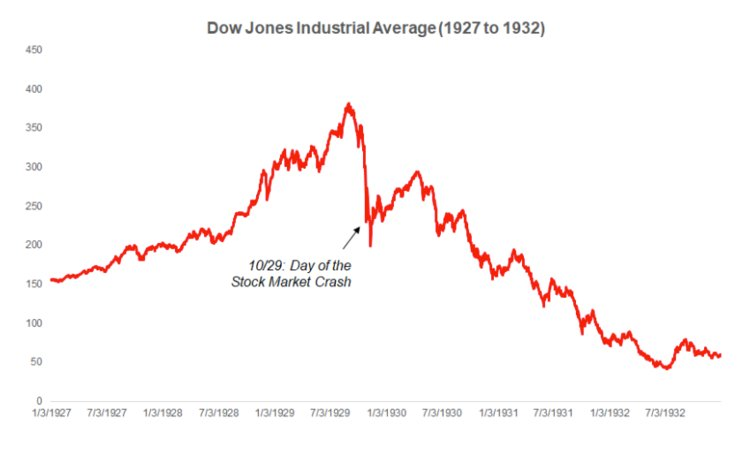 Dow Jones Industrial Average (1927 to 1932)
450
400
350
300
250
200
150
100
50
0
10/29: Day of the
Stock Market Crash
1/3/1927 7/3/1927 1/3/1928 7/3/1928 1/3/1929 7/3/1929 1/3/1930 7/3/1930 1/3/1931 7/3/1931 1/3/1932 7/3/1932